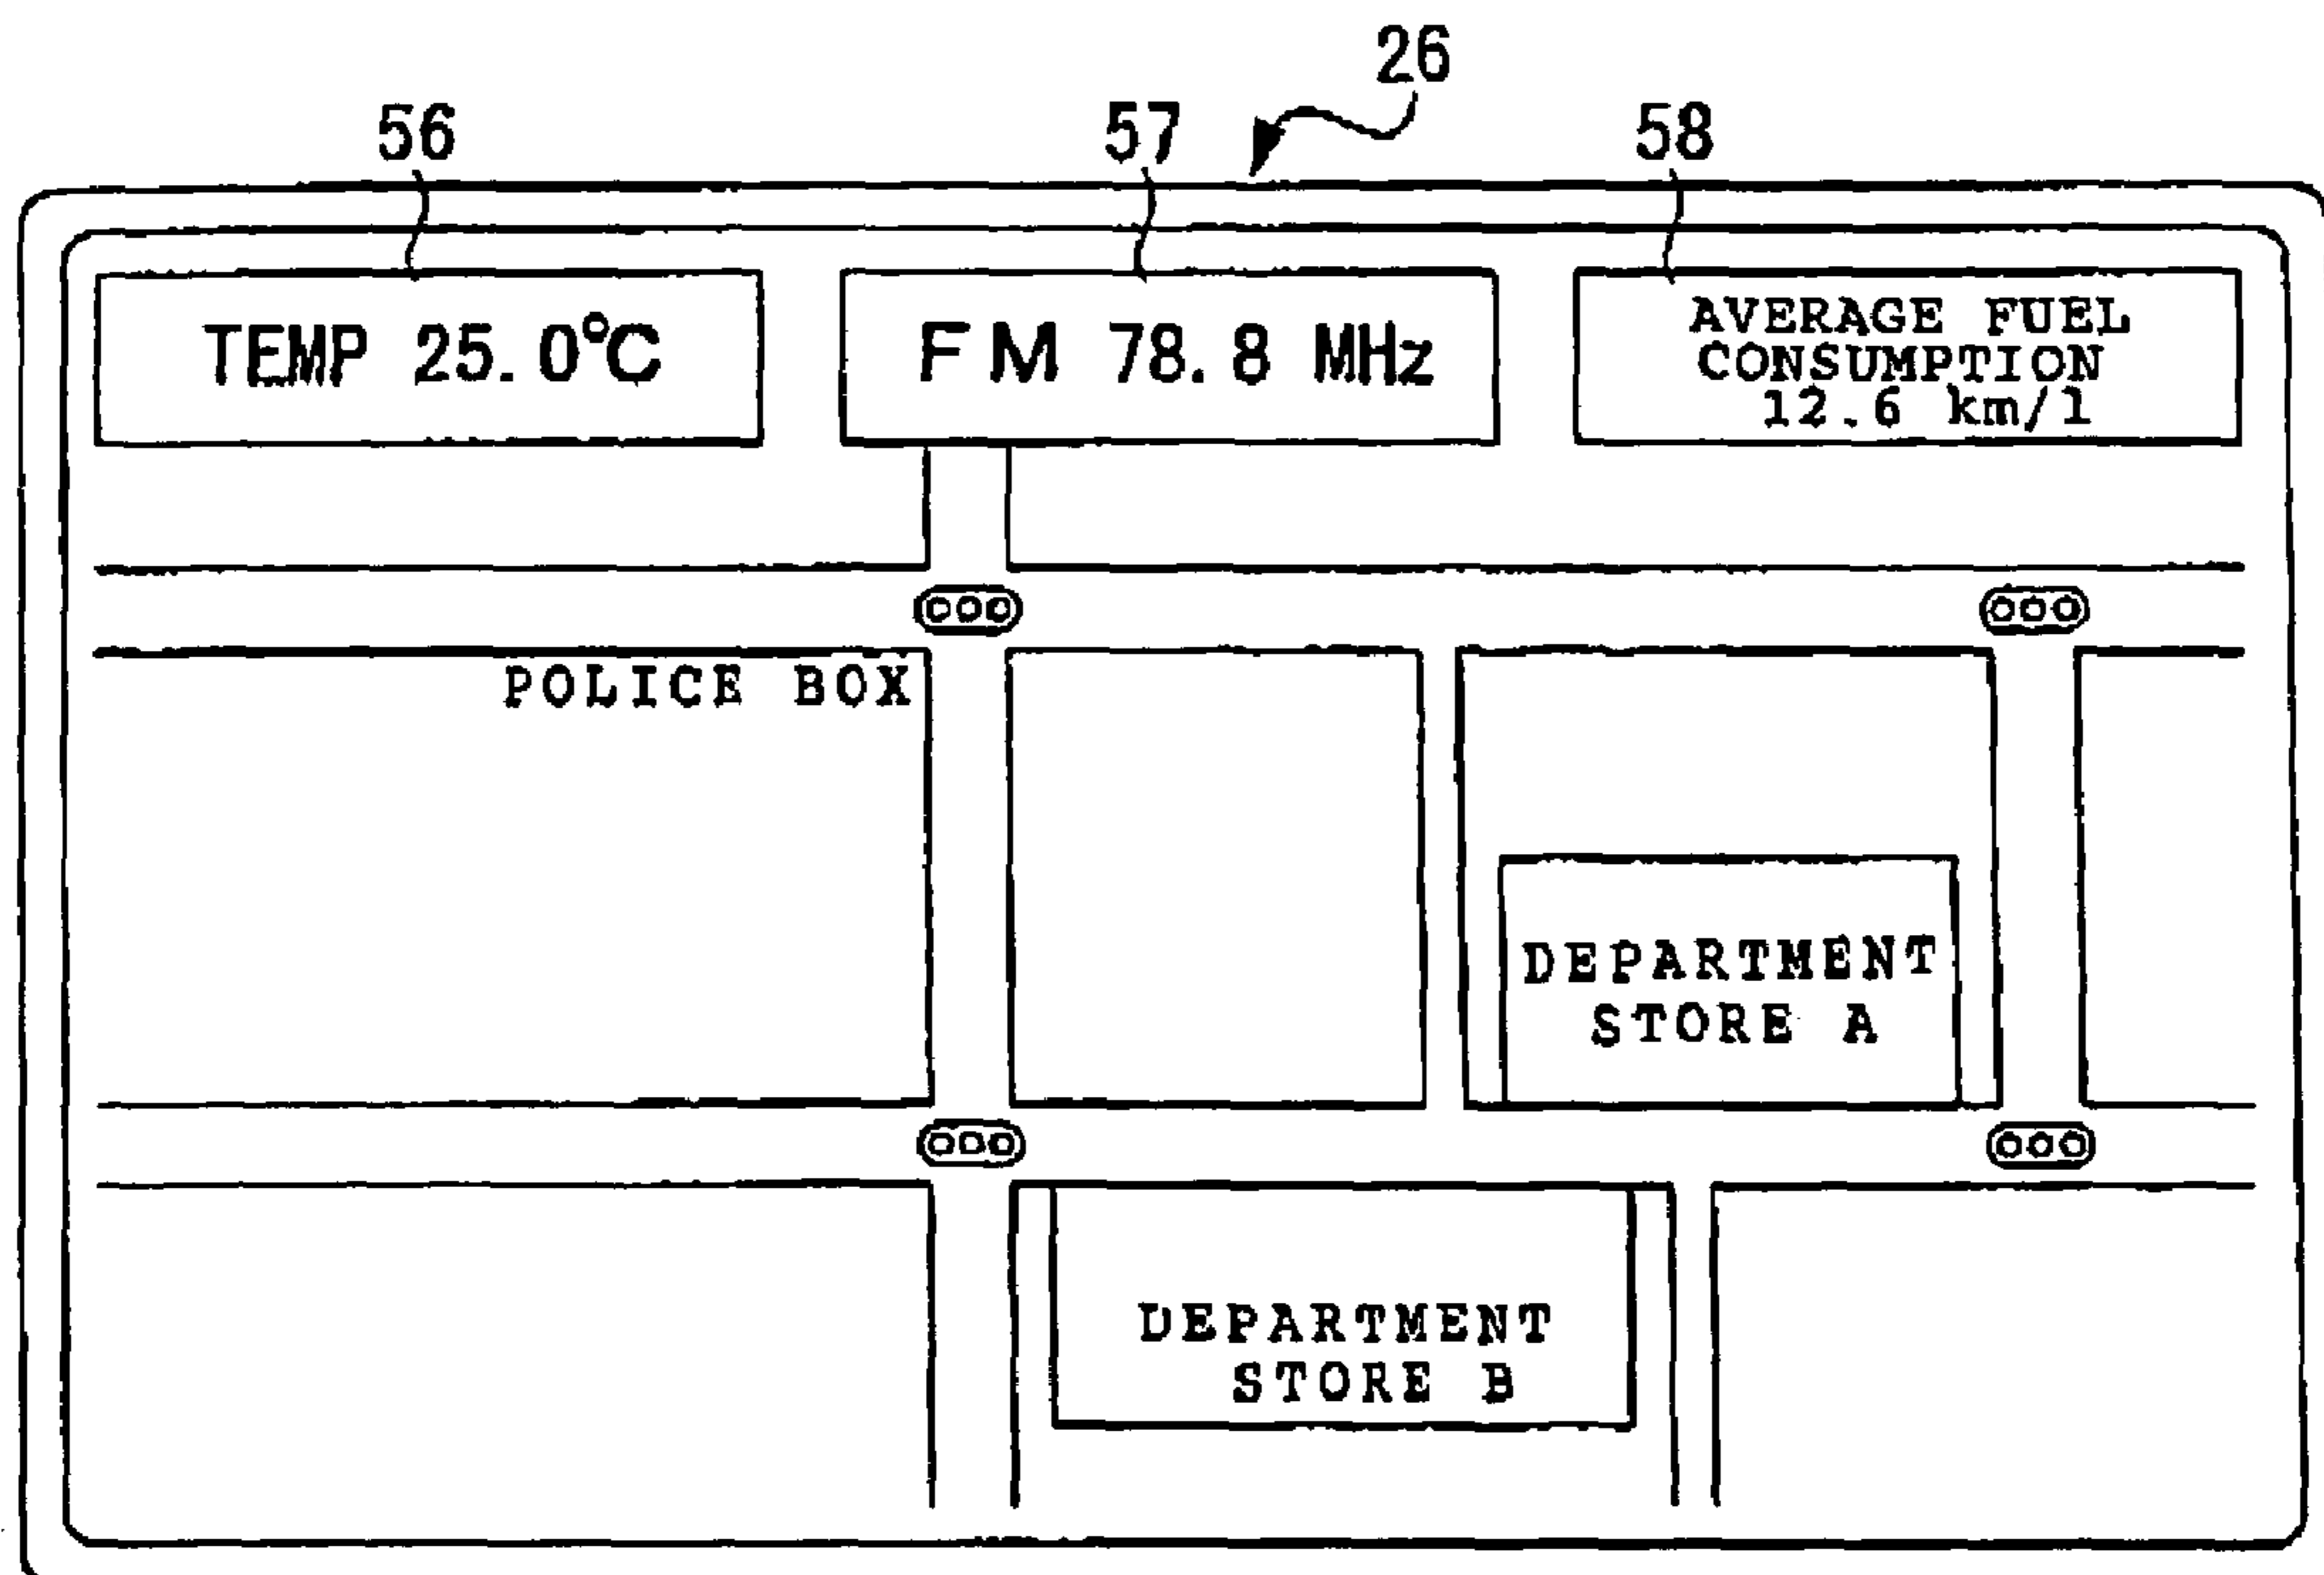 26
56
57
58
TEMP 25.0°C
FM 78.8 MHz
AVERAGE FUEL
CONSUMPTION
12.6 km/l
POLICE BOX
DEPARTMENT
STORE A
DEPARTMENT
STORE B